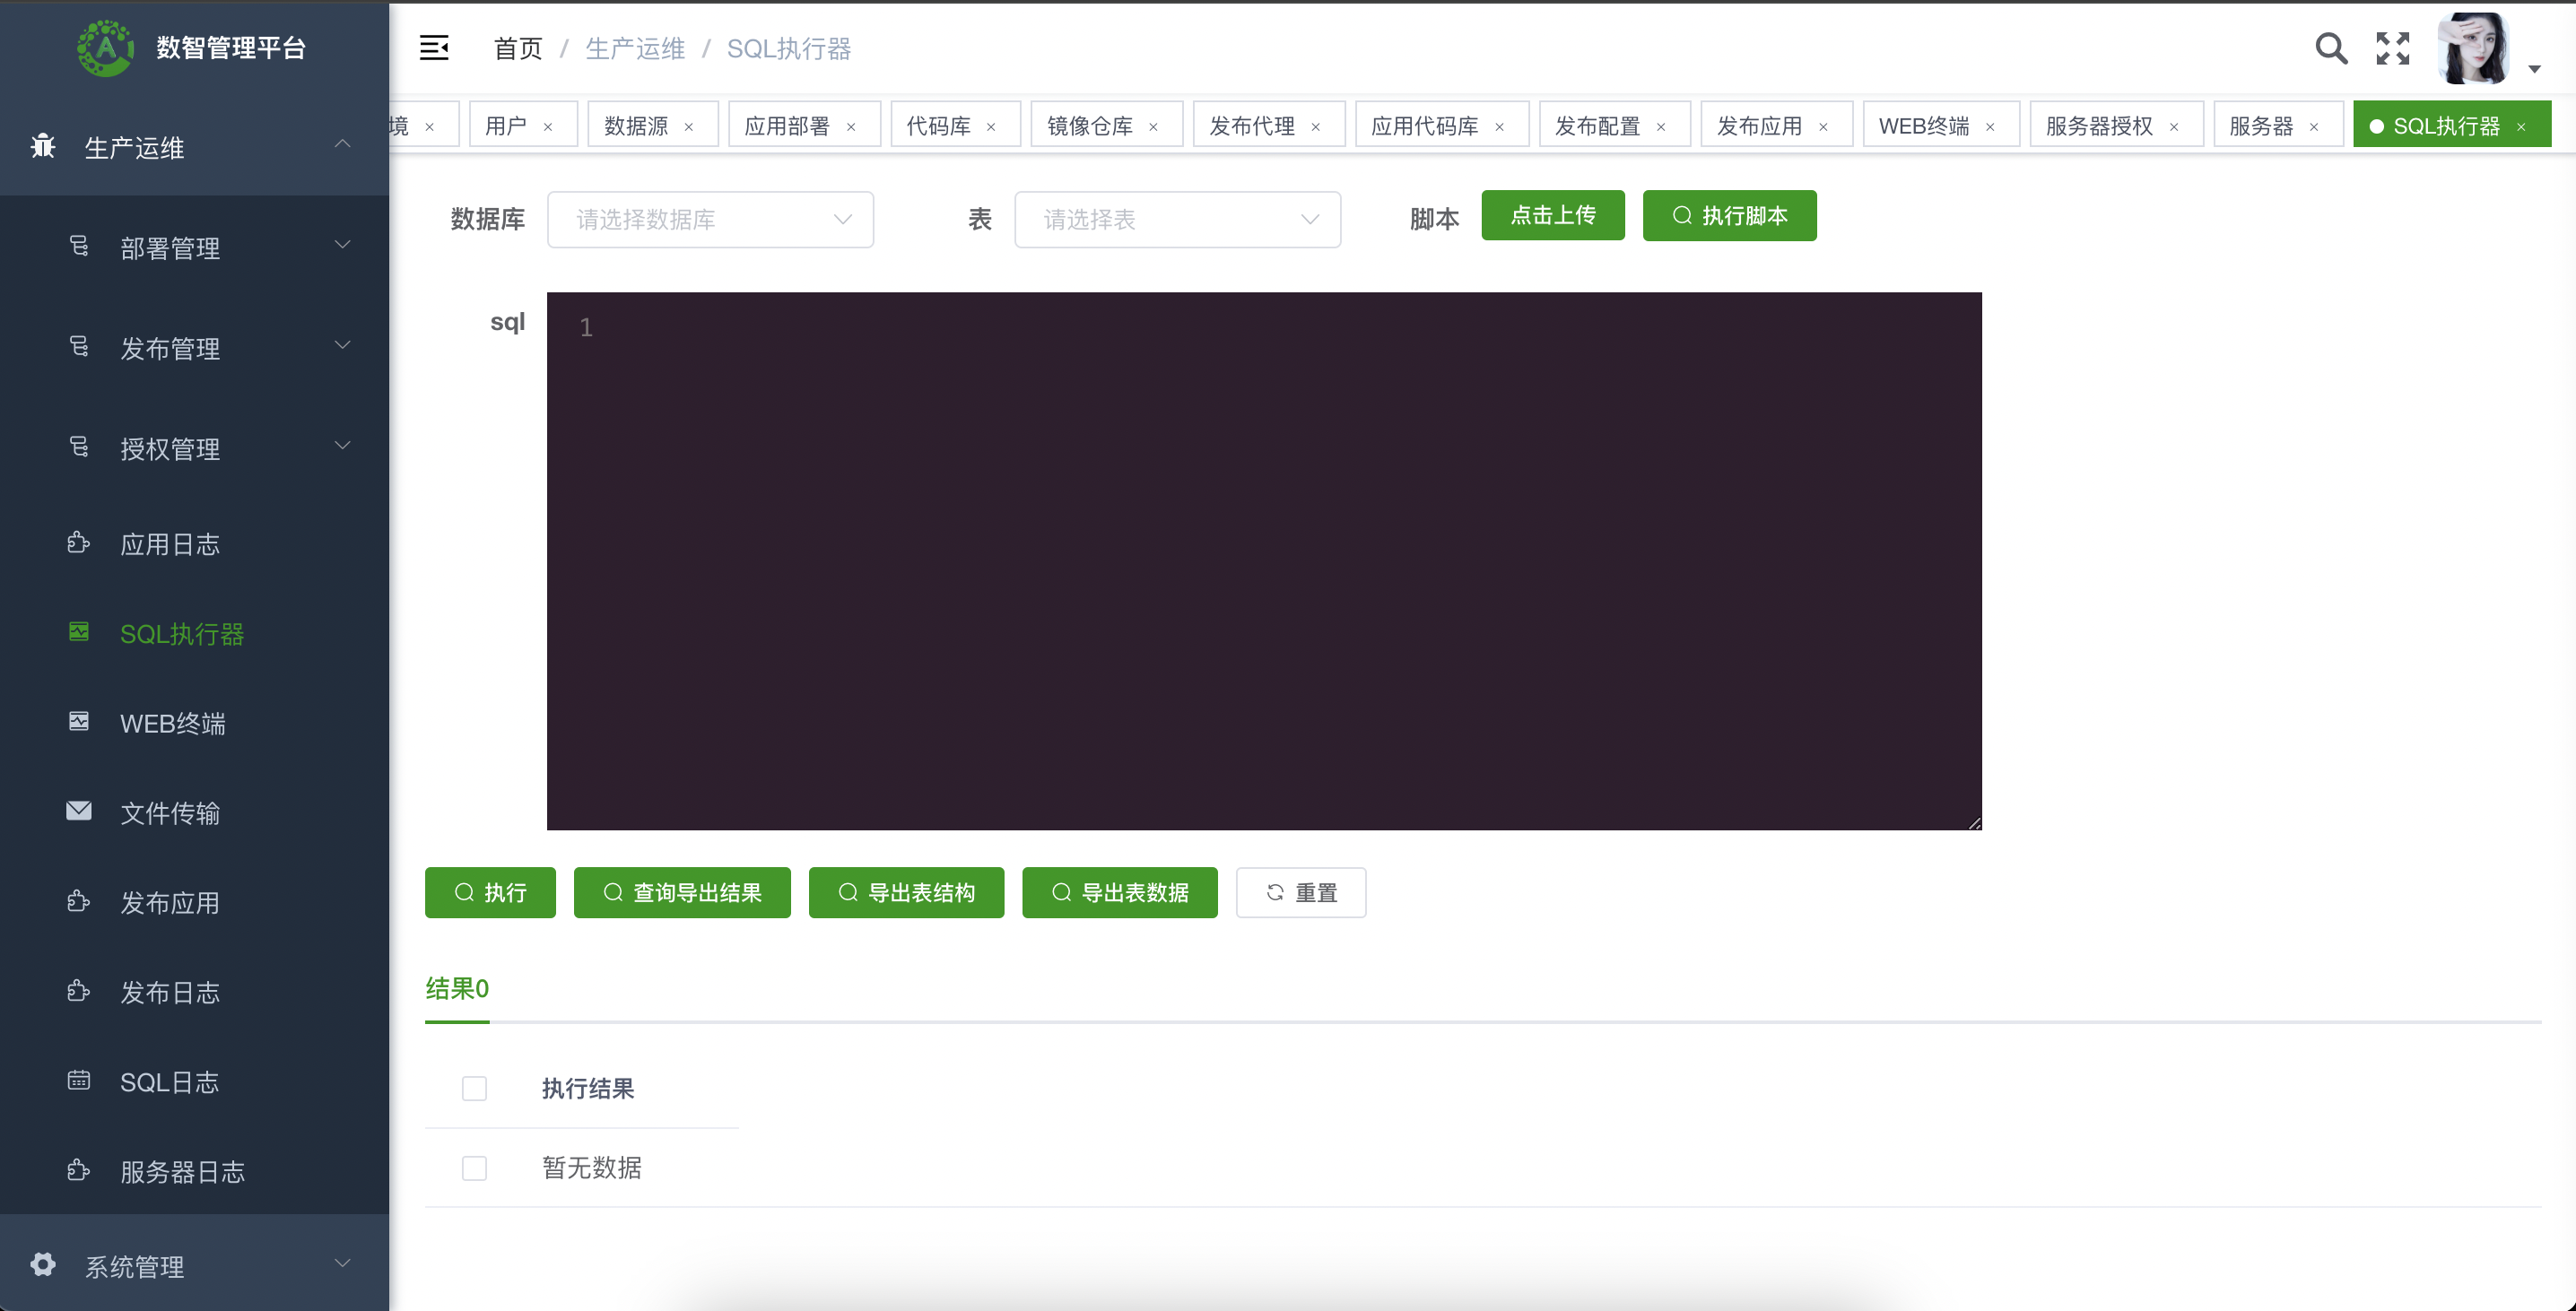 数智管理平台
首页 / 生产运维 / SQL执行器
境 × 用户 × 数据源 × 应用部署 × 代码库 × 镜像仓库 × 发布代理 × 应用代码库 × 发布配置 × 发布应用 × WEB终端 × 服务器授权 × 服务器 × SQL执行器 ×
生产运维
部署管理
发布管理
授权管理
应用日志
SQL执行器
WEB终端
文件传输
发布应用
发布日志
SQL日志
服务器日志
系统管理
数据库 请选择数据库 表 请选择表 脚本 点击上传 执行脚本
sql
1
执行 查询导出结果 导出表结构 导出表数据 重置
结果0
执行结果
暂无数据